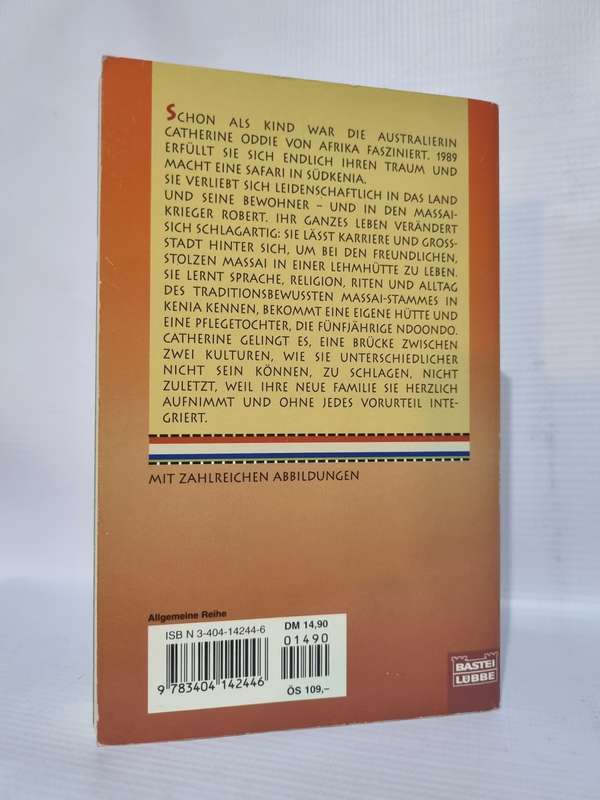 SCHON ALS KIND WAR DIE AUSTRALIERIN
CATHERINE ODDIE VON AFRIKA FASZINIERT. 1989
ERFÜLLT SIE SICH ENDLICH IHREN TRAUM UND
MACHT EINE SAFARI IN SÜDKENIA.
SIE VERLIEBT SICH LEIDENSCHAFTLICH IN DAS LAND
UND SEINE BEWOHNER – UND IN DEN MASSAI-
KRIEGER ROBERT. IHR GANZES LEBEN VERÄNDERT
SICH SCHLAGARTIG: SIE LÄSST KARRIERE UND GROSS-
STADT HINTER SICH, UM BEI DEN FREUNDLICHEN,
STOLZEN MASSAI IN EINER LEHMHÜTTE ZU LEBEN.
SIE LERNT SPRACHE, RELIGION, RITEN UND ALLTAG
DES TRADITIONSBEWUSSTEN MASSAI-STAMMES IN
KENIA KENNEN, BEKOMMT EINE EIGENE HÜTTE UND
EINE PFLEGETOCHTER, DIE FÜNFJÄHRIGE NDOONDO.
CATHERINE GELINGT ES, EINE BRÜCKE ZWISCHEN
ZWEI KULTUREN, WIE SIE UNTERSCHIEDLICHER
NICHT SEIN KÖNNEN, ZU SCHLAGEN, NICHT
ZULETZT, WEIL IHRE NEUE FAMILIE SIE HERZLICH
AUFNIMMT UND OHNE JEDES VORURTEIL INTE-
GRIERT.
MIT ZAHLREICHEN ABBILDUNGEN
Allgemeine Reihe
ISBN 3-404-14244-6
DM 14,90
01490
9 783404 142446
ÖS 109,–
BASTEI
LÜBBE